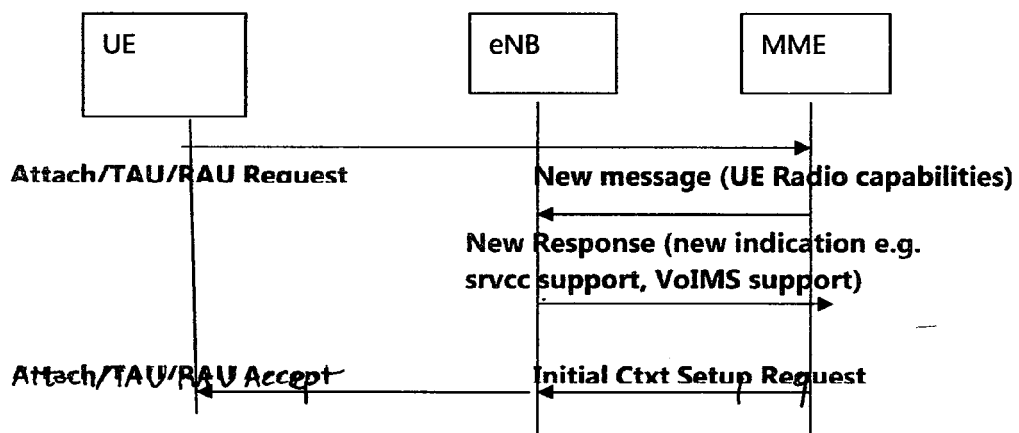 UE
eNB
MME
Attach/TAU/RAU Request
New message (UE Radio capabilities)
New Response (new indication e.g.
srvcc support, VoIMS support)
Attach/TAU/RAU Accept
Initial Ctxt Setup Request